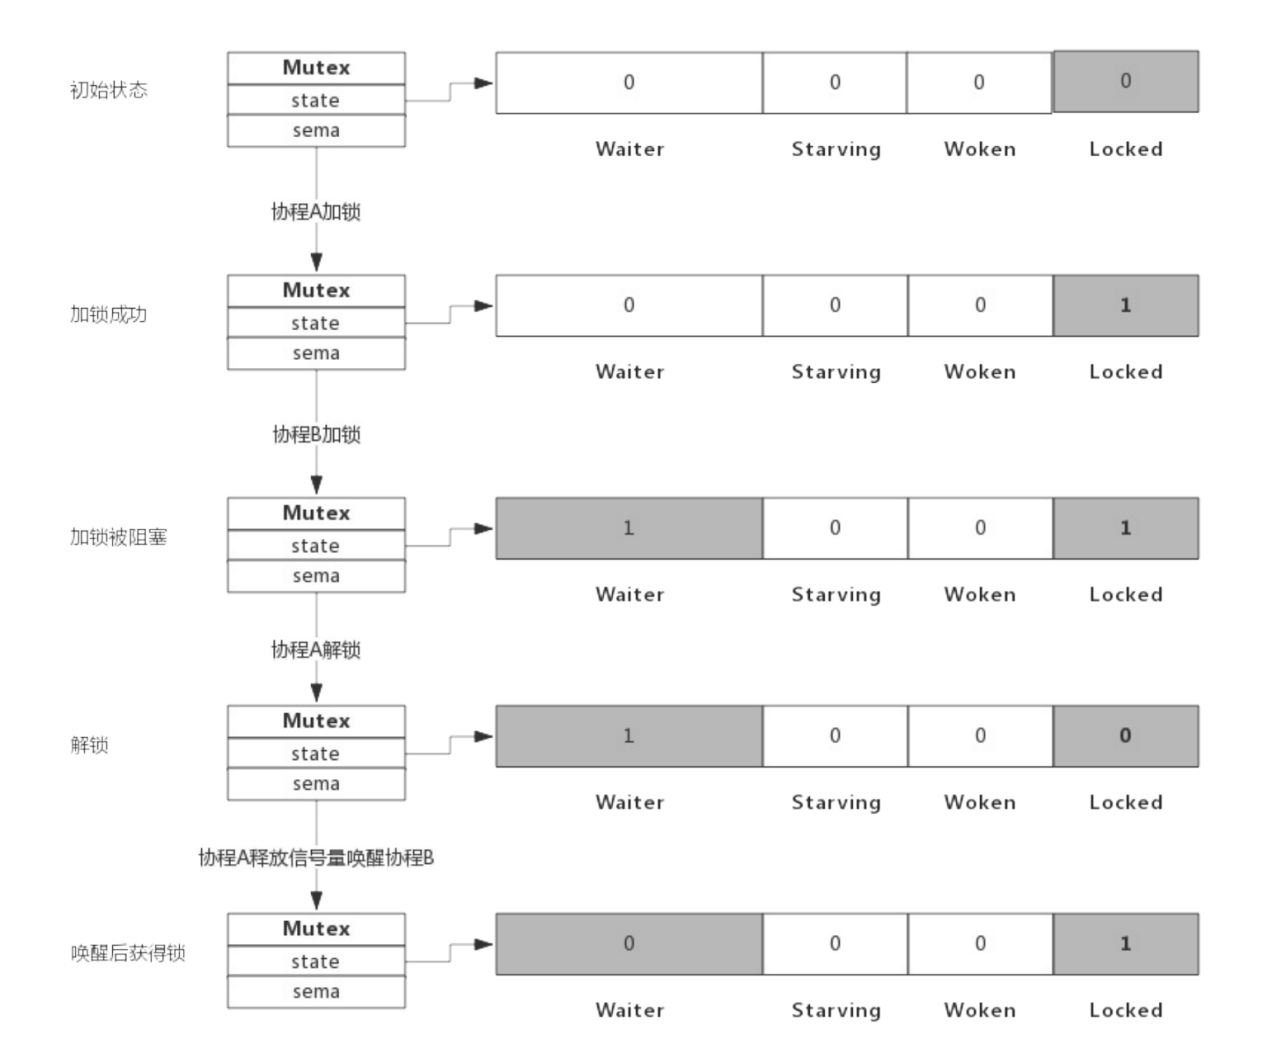 初始状态
Mutex
state
sema
0 0 0 0
Waiter Starving Woken Locked
协程A加锁
加锁成功
Mutex
state
sema
0 0 0 1
Waiter Starving Woken Locked
协程B加锁
加锁被阻塞
Mutex
state
sema
1 0 0 1
Waiter Starving Woken Locked
协程A解锁
解锁
Mutex
state
sema
1 0 0 0
Waiter Starving Woken Locked
协程A释放信号量唤醒协程B
唤醒后获得锁
Mutex
state
sema
0 0 0 1
Waiter Starving Woken Locked